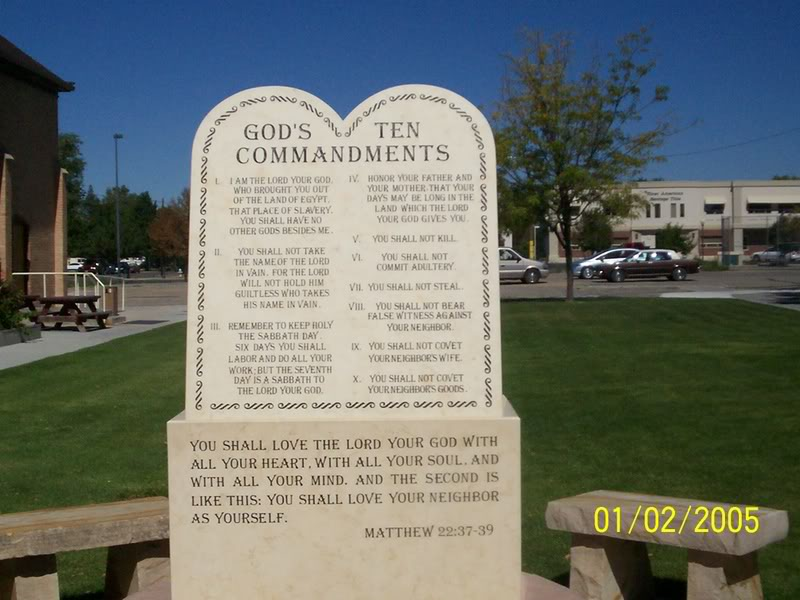 GOD'S TEN
COMMANDMENTS
I. I AM THE LORD YOUR GOD,
WHO BROUGHT YOU OUT
OF THE LAND OF EGYPT,
THAT PLACE OF SLAVERY.
YOU SHALL HAVE NO
OTHER GODS BESIDES ME.
II. YOU SHALL NOT TAKE
THE NAME OF THE LORD
IN VAIN. FOR THE LORD
WILL NOT HOLD HIM
GUILTLESS WHO TAKES
HIS NAME IN VAIN.
III. REMEMBER TO KEEP HOLY
THE SABBATH DAY.
SIX DAYS YOU SHALL
LABOR AND DO ALL YOUR
WORK; BUT THE SEVENTH
DAY IS A SABBATH TO
THE LORD YOUR GOD.
IV. HONOR YOUR FATHER AND
YOUR MOTHER, THAT YOUR
DAYS MAY BE LONG IN THE
LAND WHICH THE LORD
YOUR GOD GIVES YOU.
V. YOU SHALL NOT KILL.
VI. YOU SHALL NOT
COMMIT ADULTERY.
VII. YOU SHALL NOT STEAL.
VIII. YOU SHALL NOT BEAR
FALSE WITNESS AGAINST
YOUR NEIGHBOR.
IX. YOU SHALL NOT COVET
YOUR NEIGHBOR'S WIFE.
X. YOU SHALL NOT COVET
YOUR NEIGHBOR'S GOODS.
YOU SHALL LOVE THE LORD YOUR GOD WITH
ALL YOUR HEART, WITH ALL YOUR SOUL, AND
WITH ALL YOUR MIND. AND THE SECOND IS
LIKE THIS: YOU SHALL LOVE YOUR NEIGHBOR
AS YOURSELF.
MATTHEW 22:37-39
01/02/2005